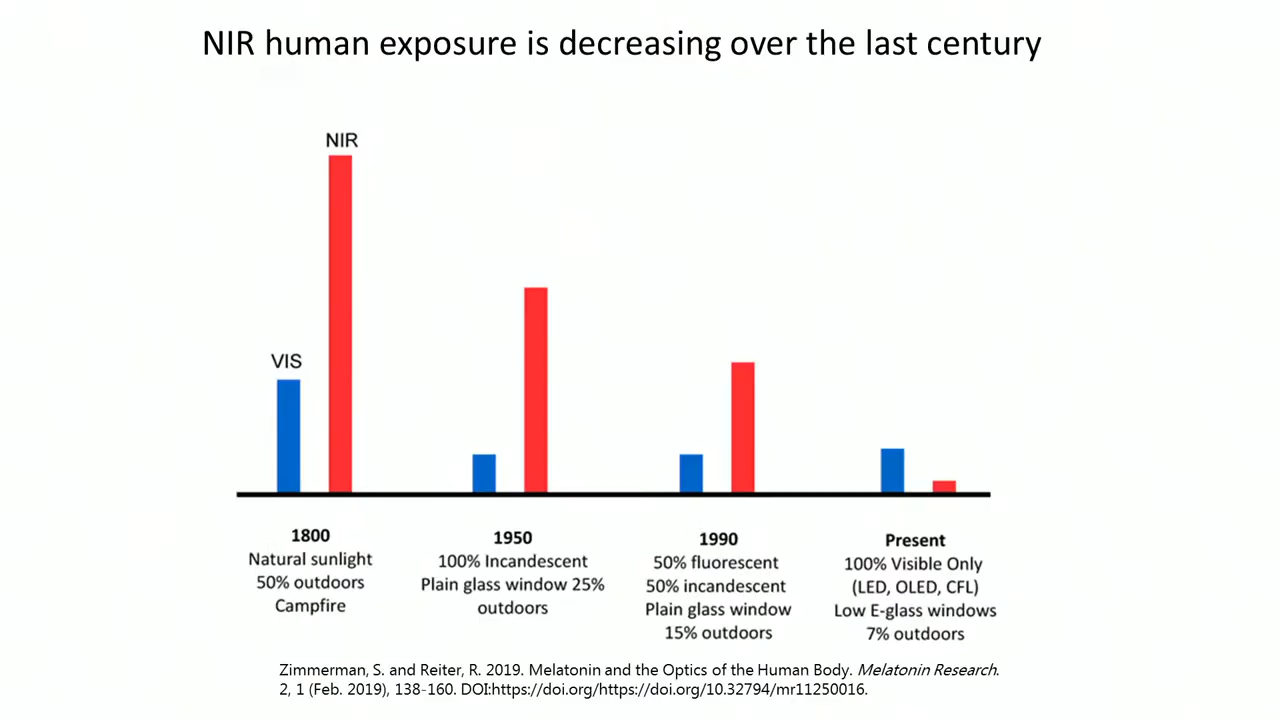 NIR human exposure is decreasing over the last century
NIR
VIS
1800
Natural sunlight
50% outdoors
Campfire
1950
100% Incandescent
Plain glass window 25%
outdoors
1990
50% fluorescent
50% incandescent
Plain glass window
15% outdoors
Present
100% Visible Only
(LED, OLED, CFL)
Low E-glass windows
7% outdoors
Zimmerman, S. and Reiter, R. 2019. Melatonin and the Optics of the Human Body. Melatonin Research.
2, 1 (Feb. 2019), 138-160. DOI:https://doi.org/https://doi.org/10.32794/mr11250016.